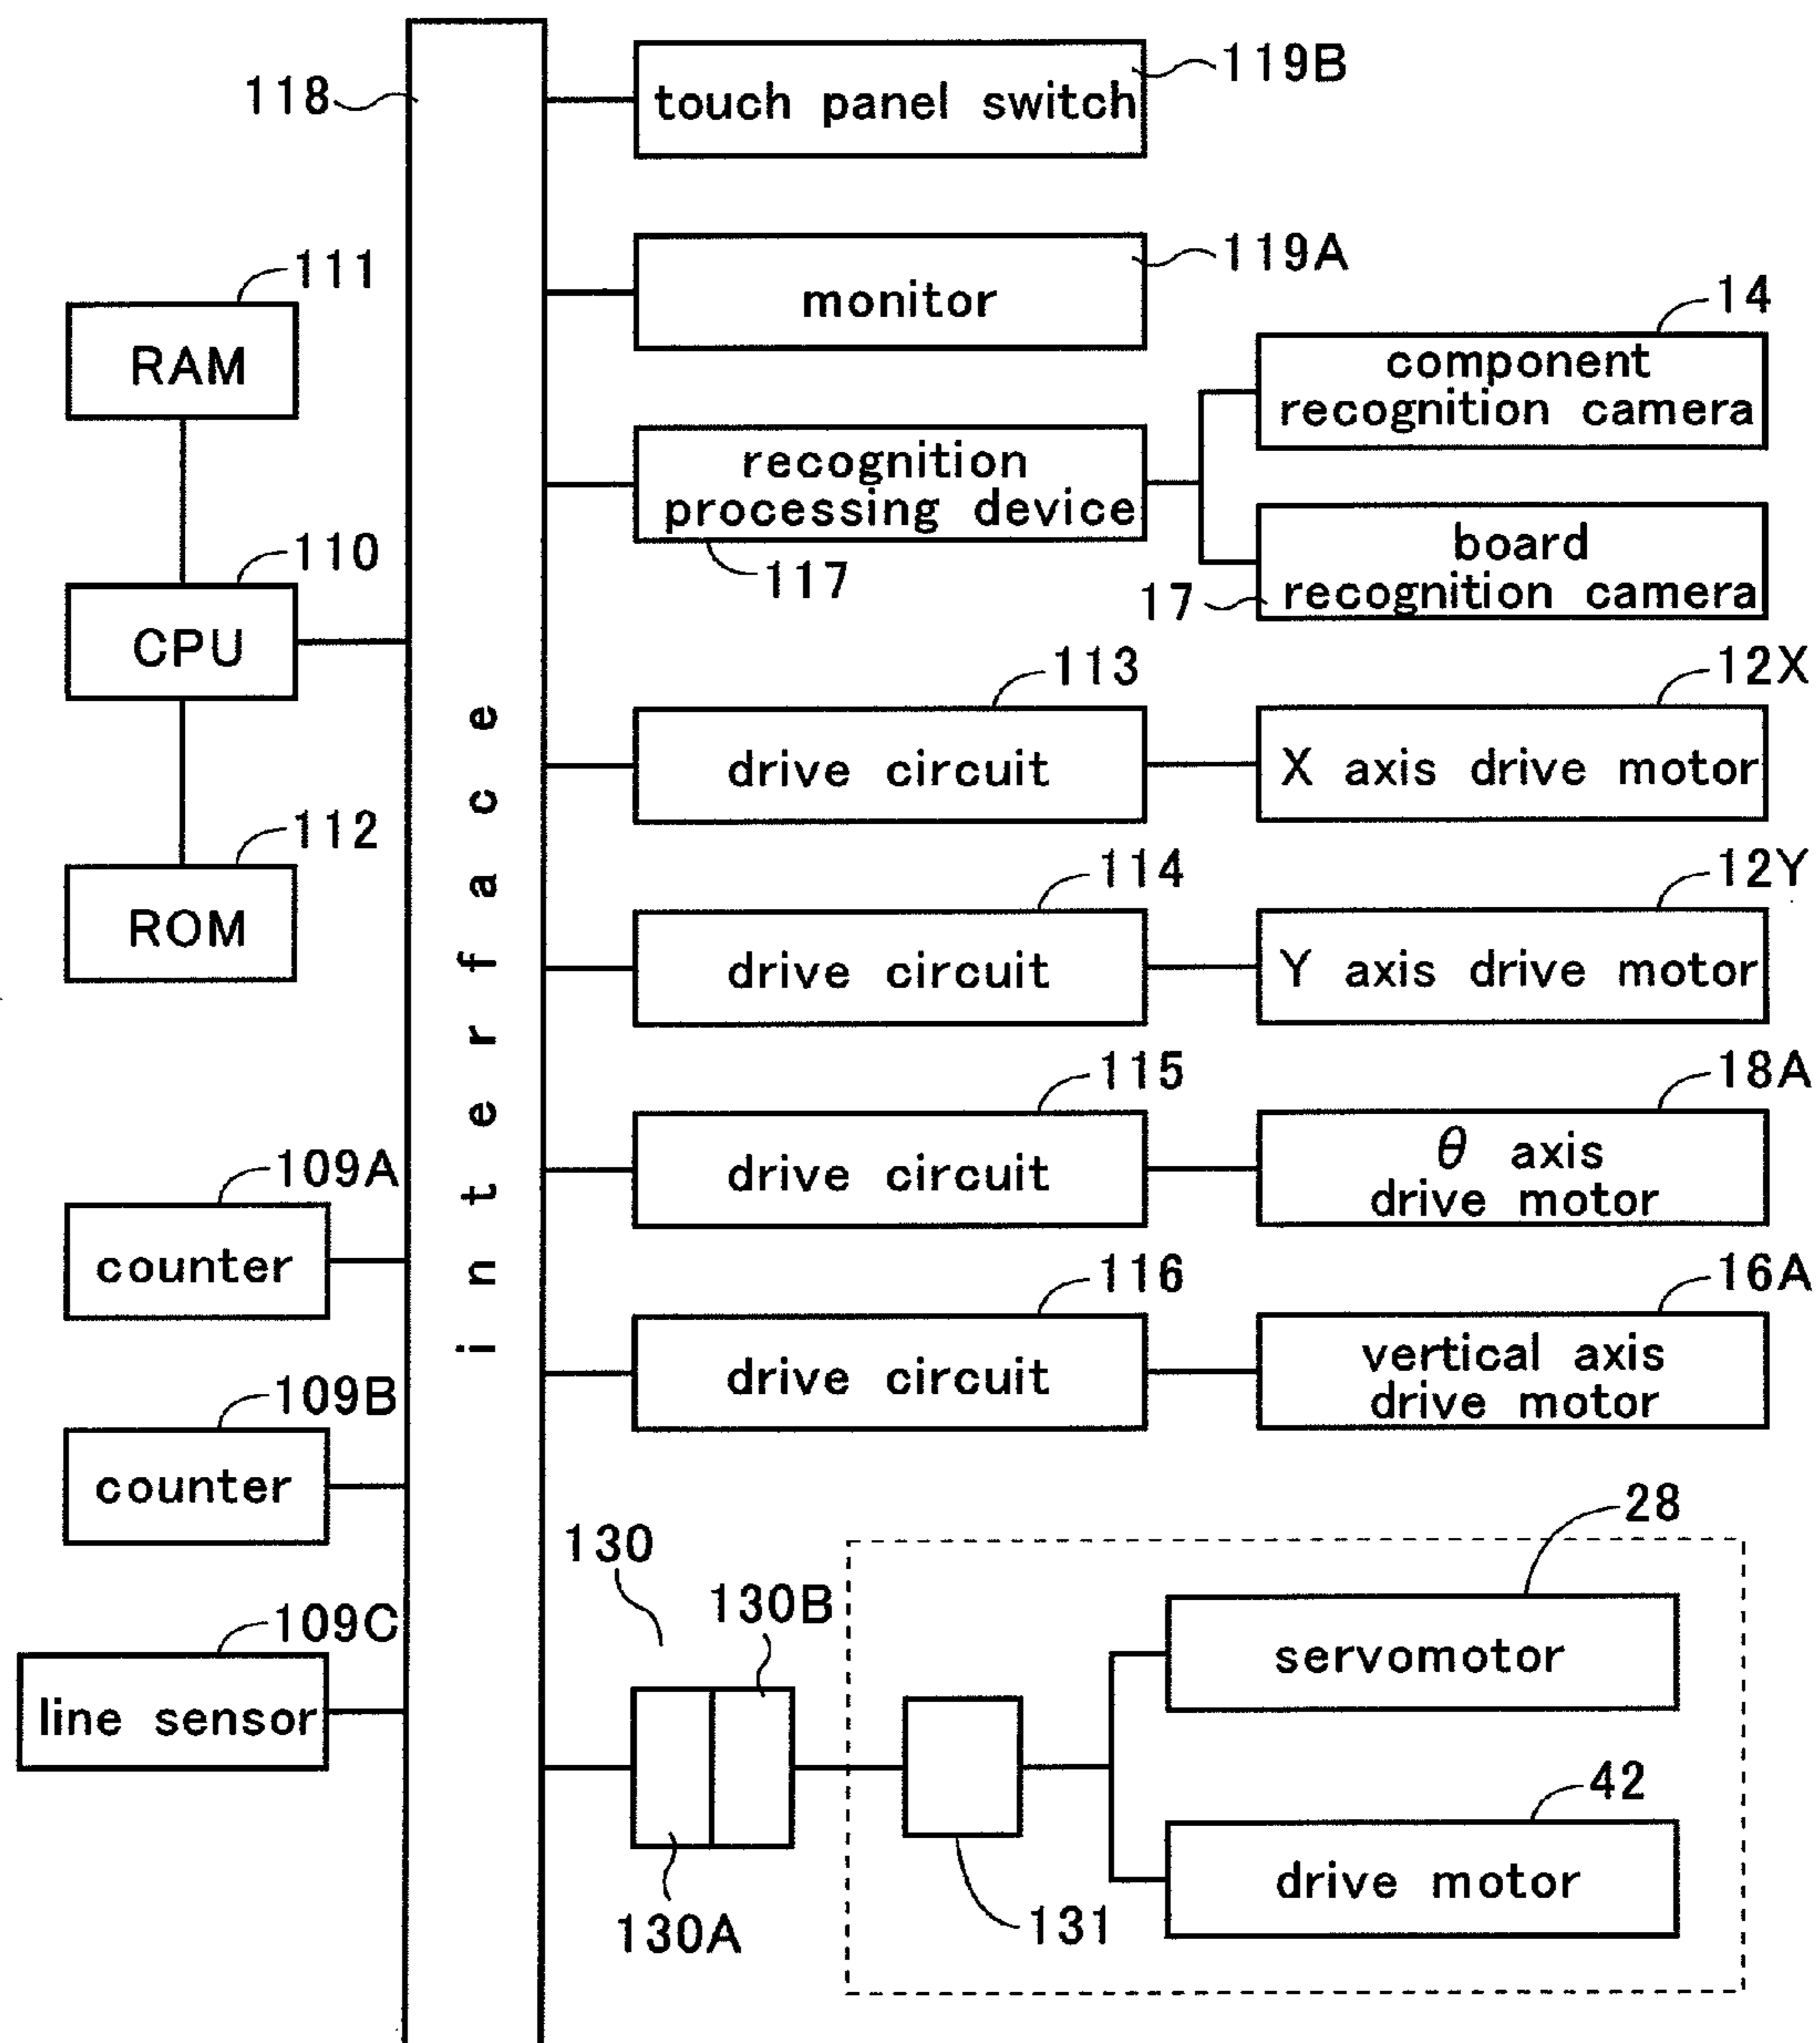 118
119B
touch panel switch
119A
monitor
111
RAM
14
component
recognition camera
recognition
processing device
117
board
recognition camera
17
110
CPU
113
drive circuit
12X
X axis drive motor
112
ROM
interface
114
drive circuit
12Y
Y axis drive motor
115
drive circuit
18A
θ axis
drive motor
109A
counter
116
drive circuit
16A
vertical axis
drive motor
109B
counter
130
130B
28
servomotor
109C
line sensor
130A
131
42
drive motor